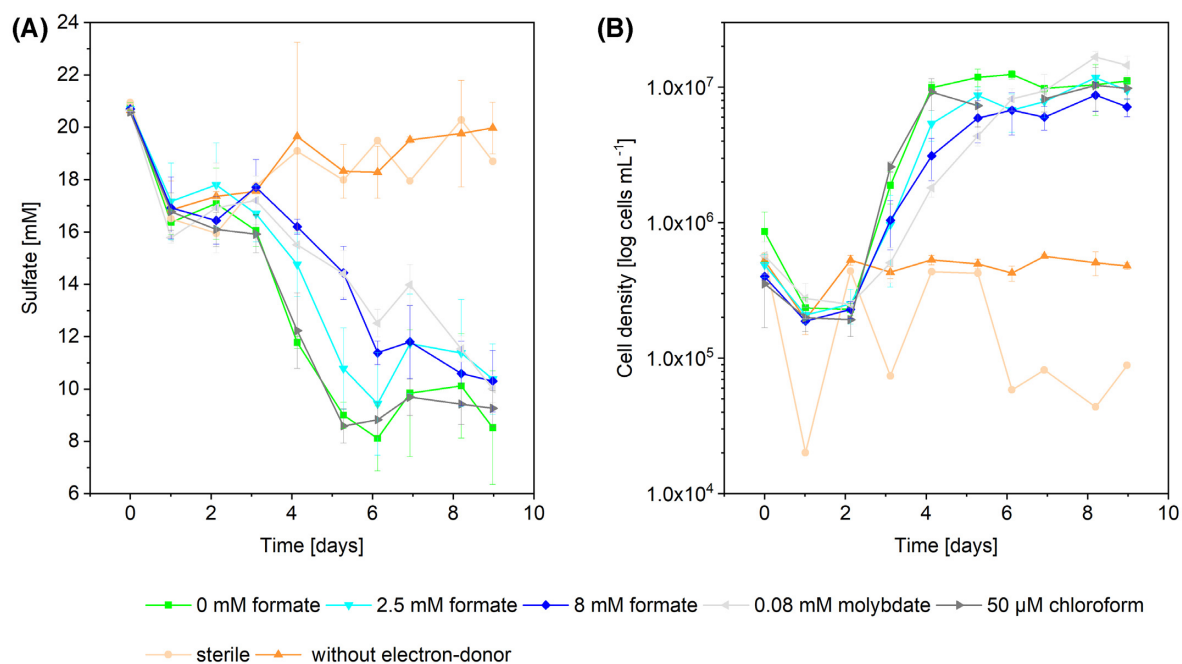 (A)
24
22
20
18
16
14
12
10
8
6
Sulfate [mM]
0 2 4 6 8 10
Time [days]
(B)
1.0x10⁷
1.0x10⁶
1.0x10⁵
1.0x10⁴
Cell density [log cells mL⁻¹]
0 2 4 6 8 10
Time [days]
0 mM formate 2.5 mM formate 8 mM formate 0.08 mM molybdate 50 µM chloroform
sterile without electron-donor